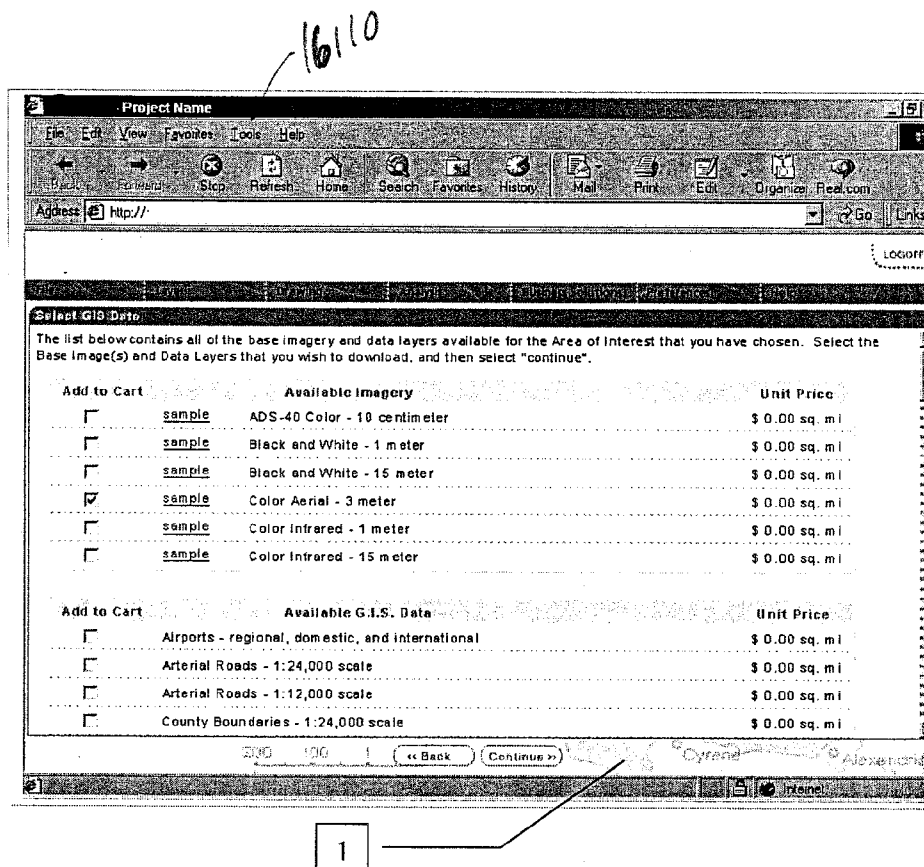 16110
Project Name
File Edit View Favorites Tools Help
Back Forward Stop Refresh Home Search Favorites History Mail Print Edit Organize Real.com
Address http:// Go Links
LOGOFF
Select GIS Data
The list below contains all of the base imagery and data layers available for the Area of Interest that you have chosen. Select the
Base Image(s) and Data Layers that you wish to download, and then select "continue".
Add to Cart Available Imagery Unit Price
sample ADS-40 Color - 10 centimeter $ 0.00 sq. mi
sample Black and White - 1 meter $ 0.00 sq. mi
sample Black and White - 15 meter $ 0.00 sq. mi
sample Color Aerial - 3 meter $ 0.00 sq. mi
sample Color Infrared - 1 meter $ 0.00 sq. mi
sample Color Infrared - 15 meter $ 0.00 sq. mi
Add to Cart Available G.I.S. Data Unit Price
Airports - regional, domestic, and international $ 0.00 sq. mi
Arterial Roads - 1:24,000 scale $ 0.00 sq. mi
Arterial Roads - 1:12,000 scale $ 0.00 sq. mi
County Boundaries - 1:24,000 scale $ 0.00 sq. mi
200 100 1 << Back Continue >> Cyrene Alexandria
Internet
1